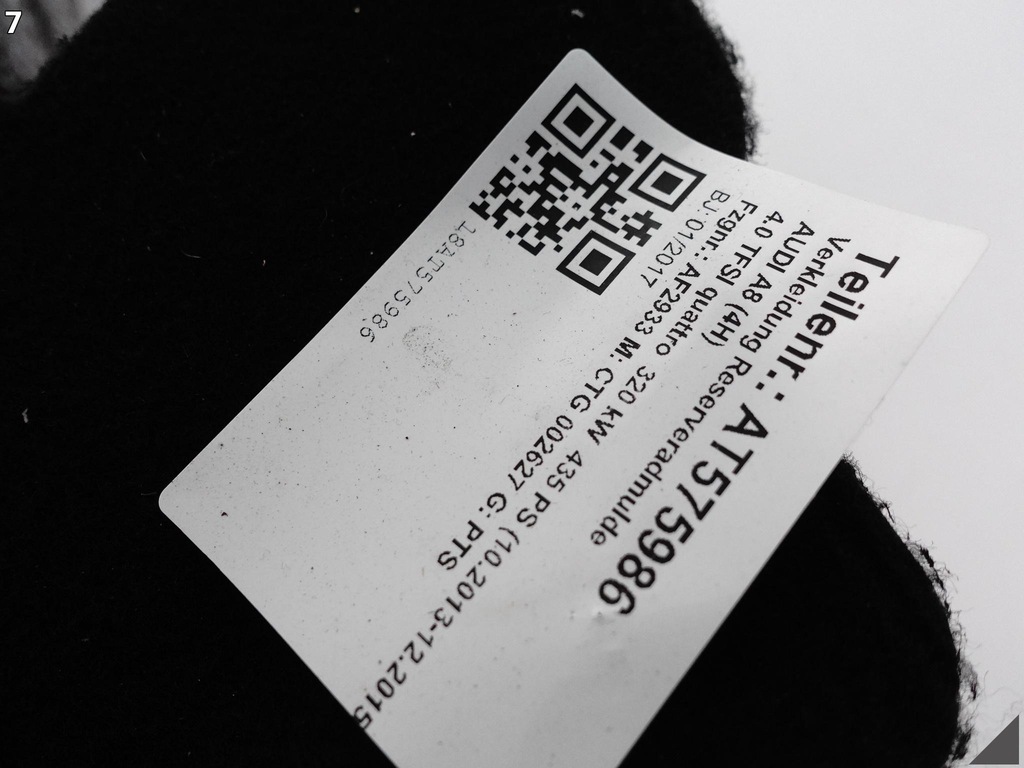 7
Teilenr.: AT575986
Verkleidung Reserveradmulde
AUDI A8 (4H)
4.0 TFSI quattro 320 kW 435 PS (10.2013-12.2015
Fzgnr.: AF2933 M: CTG 002627 G: PTS
BJ: 01/2017
18AT575986